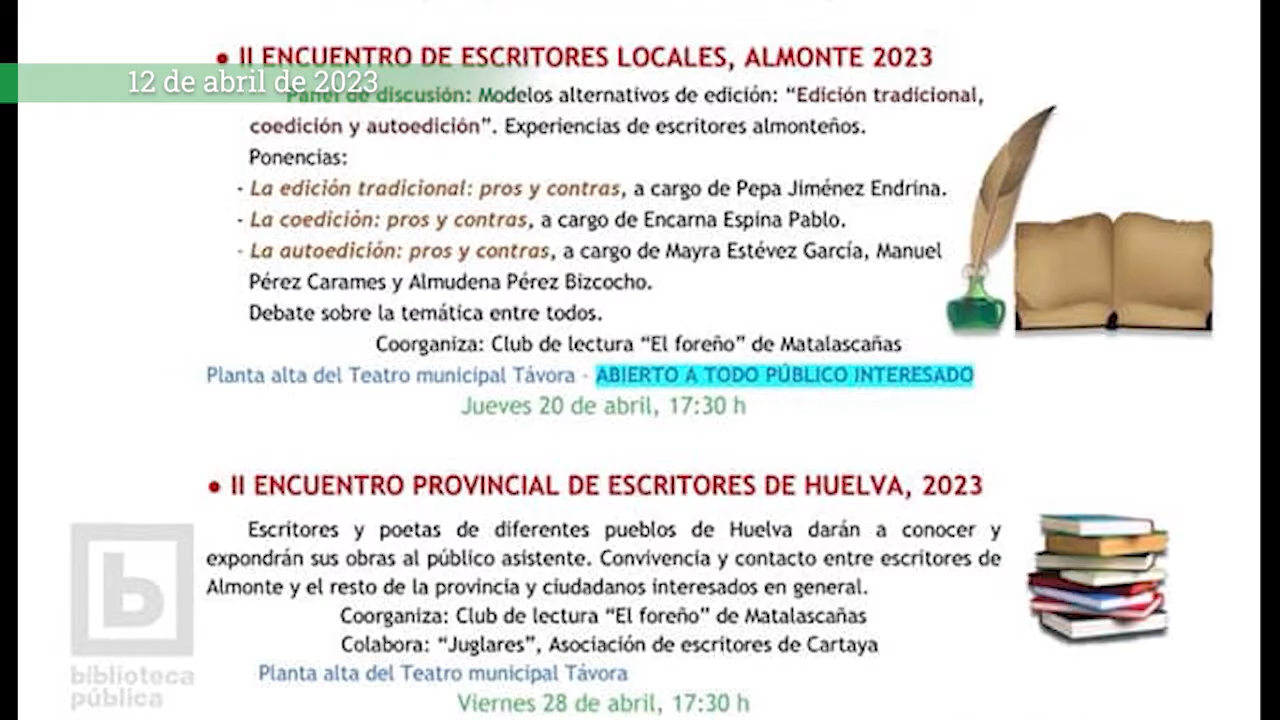 ● II ENCUENTRO DE ESCRITORES LOCALES, ALMONTE 2023
12 de abril de 2023
Panel de discusión: Modelos alternativos de edición: “Edición tradicional,
coedición y autoedición”. Experiencias de escritores almonteños.
Ponencias:
- La edición tradicional: pros y contras, a cargo de Pepa Jiménez Endrina.
- La coedición: pros y contras, a cargo de Encarna Espina Pablo.
- La autoedición: pros y contras, a cargo de Mayra Estévez García, Manuel
Pérez Carames y Almudena Pérez Bizcocho.
Debate sobre la temática entre todos.
Coorganiza: Club de lectura “El foreño” de Matalascañas
Planta alta del Teatro municipal Távora - ABIERTO A TODO PÚBLICO INTERESADO
Jueves 20 de abril, 17:30 h
● II ENCUENTRO PROVINCIAL DE ESCRITORES DE HUELVA, 2023
Escritores y poetas de diferentes pueblos de Huelva darán a conocer y
expondrán sus obras al público asistente. Convivencia y contacto entre escritores de
Almonte y el resto de la provincia y ciudadanos interesados en general.
Coorganiza: Club de lectura “El foreño” de Matalascañas
Colabora: “Juglares”, Asociación de escritores de Cartaya
Planta alta del Teatro municipal Távora
Viernes 28 de abril, 17:30 h
b
biblioteca
pública